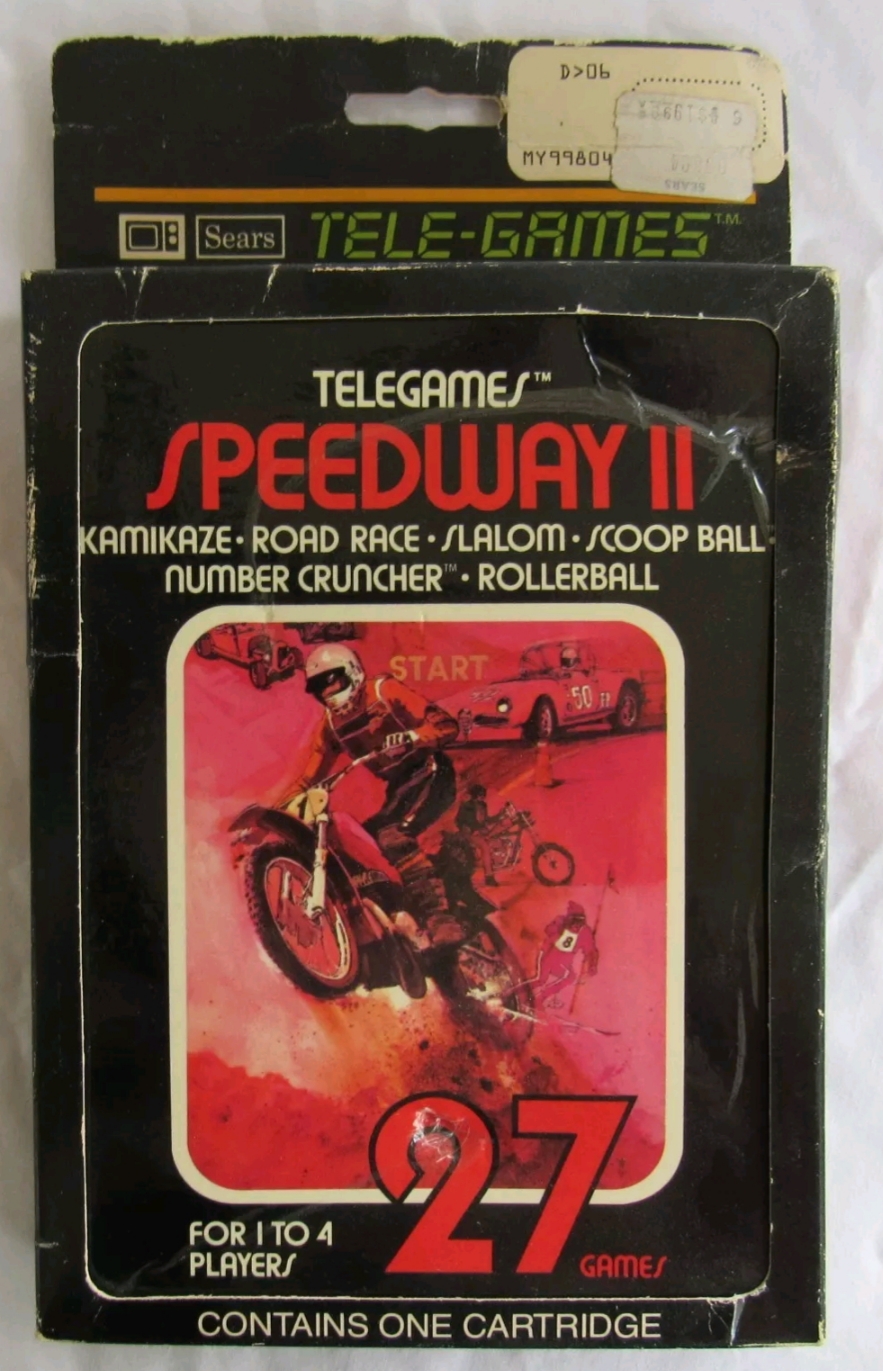 D>06
MY99804
SEARS
Sears TELE-GAMES T.M.
TELEGAMES™
SPEEDWAY II
KAMIKAZE • ROAD RACE • SLALOM • SCOOP BALL •
NUMBER CRUNCHER™ • ROLLERBALL
START
50
8
27
FOR 1 TO 4
PLAYERS
GAMES
CONTAINS ONE CARTRIDGE